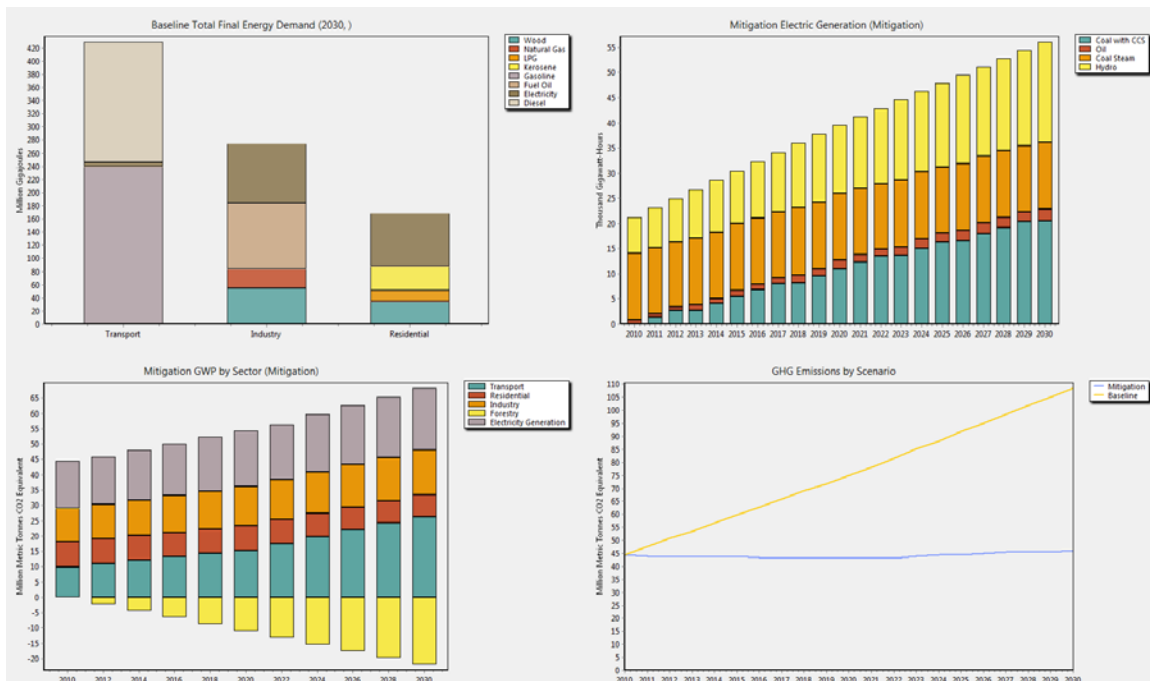 Baseline Total Final Energy Demand (2030, )
Million Gigajoules
420
400
380
360
340
320
300
280
260
240
220
200
180
160
140
120
100
80
60
40
20
0
Transport Industry Residential
Wood
Natural Gas
LPG
Kerosene
Gasoline
Fuel Oil
Electricity
Diesel
Mitigation Electric Generation (Mitigation)
Thousand Gigawatt-Hours
55
50
45
40
35
30
25
20
15
10
5
0
2010 2011 2012 2013 2014 2015 2016 2017 2018 2019 2020 2021 2022 2023 2024 2025 2026 2027 2028 2029 2030
Coal with CCS
Oil
Coal Steam
Hydro
Mitigation GWP by Sector (Mitigation)
Million Metric Tonnes CO2 Equivalent
65
60
55
50
45
40
35
30
25
20
15
10
5
0
-5
-10
-15
-20
2010 2012 2014 2016 2018 2020 2022 2024 2026 2028 2030
Transport
Residential
Industry
Forestry
Electricity Generation
GHG Emissions by Scenario
Million Metric Tonnes CO2 Equivalent
110
105
100
95
90
85
80
75
70
65
60
55
50
45
40
35
30
25
20
15
10
5
0
2010 2011 2012 2013 2014 2015 2016 2017 2018 2019 2020 2021 2022 2023 2024 2025 2026 2027 2028 2029 2030
Mitigation
Baseline